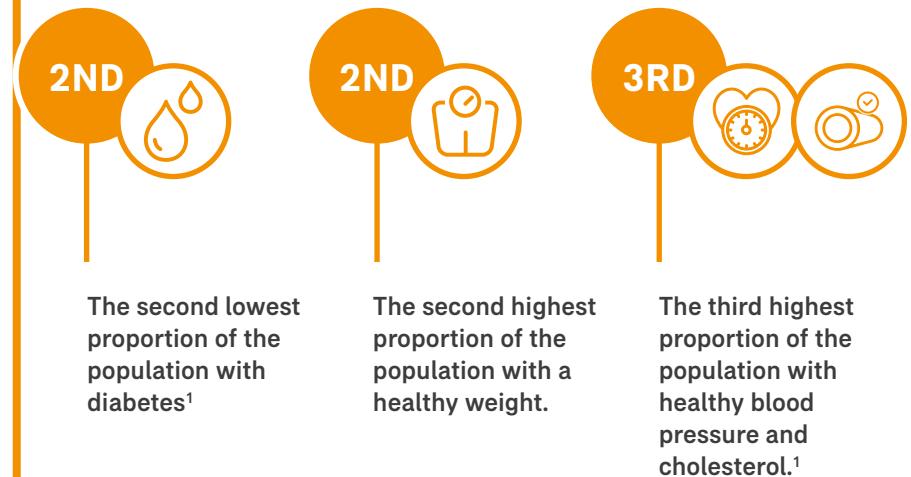 2ND
The second lowest
proportion of the
population with
diabetes¹
2ND
The second highest
proportion of the
population with a
healthy weight.
3RD
The third highest
proportion of the
population with
healthy blood
pressure and
cholesterol.¹